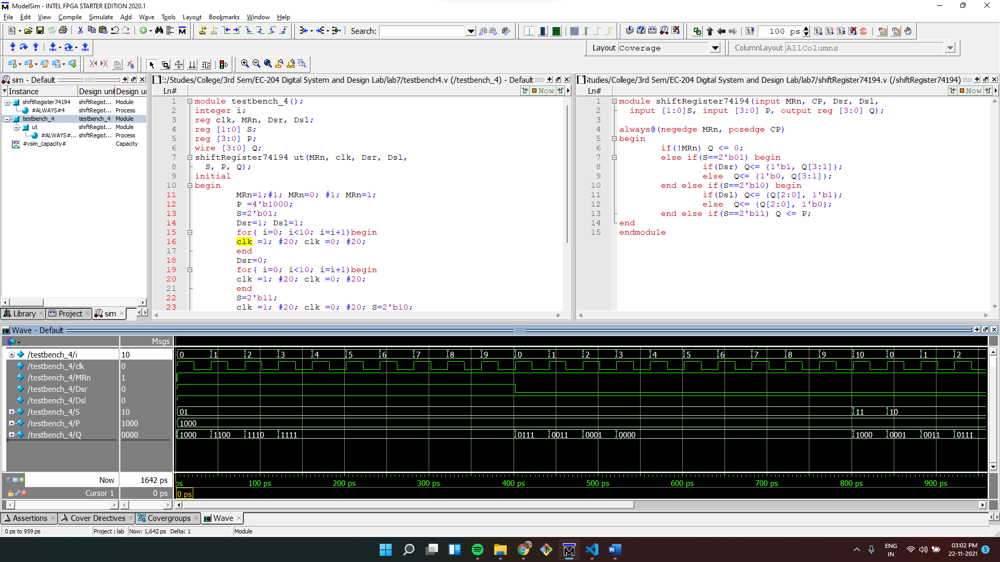 ModelSim - INTEL FPGA STARTER EDITION 2020.1
File Edit View Compile Simulate Add Wave Tools Layout Bookmarks Window Help
Search:
100 ps
Layout Coverage
ColumnLayout AllColumns
sim - Default
Instance Design unit Design u
shiftRegister74194 shiftRegist... Module
#ALWAYS#4 shiftRegist... Process
testbench_4 testbench_4 Module
ut shiftRegist... Module
#ALWAYS#... shiftRegist... Process
#vsim_capacity# Capacity
Library Project sim
:/Studies/College/3rd Sem/EC-204 Digital System and Design Lab/lab7/testbench4.v (/testbench_4) - Default
Ln# Now
1 module testbench_4();
2 integer i;
3 reg clk, MRn, Dsr, Dsl;
4 reg [1:0] S;
5 reg [3:0] P;
6 wire [3:0] Q;
7 shiftRegister74194 ut(MRn, clk, Dsr, Dsl,
8 S, P, Q);
9 initial
10 begin
11 MRn=1;#1; MRn=0; #1; MRn=1;
12 P =4'b1000;
13 S=2'b01;
14 Dsr=1; Dsl=1;
15 for( i=0; i<10; i=i+1)begin
16 clk =1; #20; clk =0; #20;
17 end
18 Dsr=0;
19 for( i=0; i<10; i=i+1)begin
20 clk =1; #20; clk =0; #20;
21 end
22 S=2'b11;
23 clk =1; #20; clk =0; #20; S=2'b10;
Studies/College/3rd Sem/EC-204 Digital System and Design Lab/lab7/shiftRegister74194.v (/shiftRegister74194)
Ln# Now
1 module shiftRegister74194(input MRn, CP, Dsr, Dsl,
2 input [1:0]S, input [3:0] P, output reg [3:0] Q);
3
4 always@(negedge MRn, posedge CP)
5 begin
6 if(!MRn) Q <= 0;
7 else if(S==2'b01) begin
8 if(Dsr) Q<= {1'b1, Q[3:1]};
9 else Q<= {1'b0, Q[3:1]};
10 end else if(S==2'b10) begin
11 if(Dsl) Q<= {Q[2:0], 1'b1};
12 else Q<= {Q[2:0], 1'b0};
13 end else if(S==2'b11) Q <= P;
14 end
15 endmodule
Wave - Default
Msgs
/testbench_4/i 10 0 1 2 3 4 5 6 7 8 9 0 1 2 3 4 5 6 7 8 9 10 0 1 2
/testbench_4/clk 0
/testbench_4/MRn 1
/testbench_4/Dsr 0
/testbench_4/Dsl 0
/testbench_4/S 10 01 11 10
/testbench_4/P 1000 1000
/testbench_4/Q 0000 1000 1100 1110 1111 0111 0011 0001 0000 1000 0001 0011 0111
Now 1642 ps ps 100 ps 200 ps 300 ps 400 ps 500 ps 600 ps 700 ps 800 ps 900 ps
Cursor 1 0 ps 0 ps
Assertions Cover Directives Covergroups Wave
0 ps to 959 ps Project : lab Now: 1,642 ps Delta: 1 Module
ENG
IN
03:02 PM
22-11-2021
5